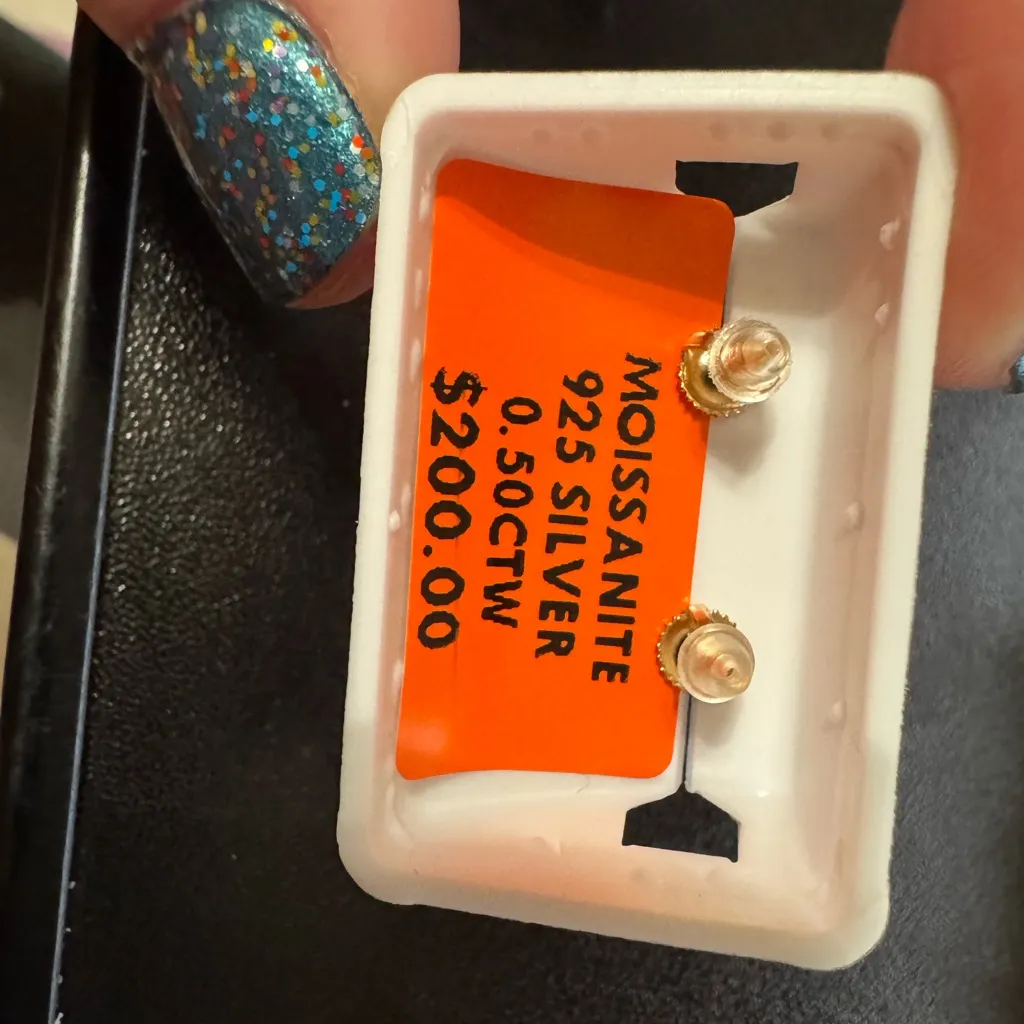 MOISSANITE
925 SILVER
0.50CTW
$200.00